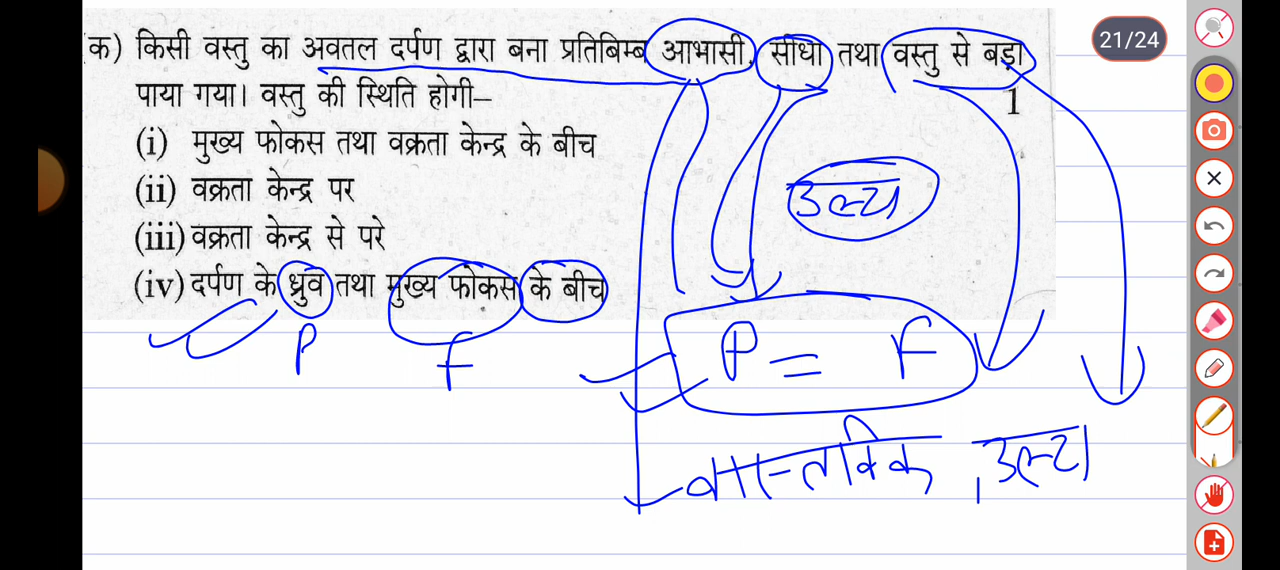 21/24
क) किसी वस्तु का अवतल दर्पण द्वारा बना प्रतिबिम्ब आभासी, सीधा तथा वस्तु से बड़ा
पाया गया। वस्तु की स्थिति होगी– 1
(i) मुख्य फोकस तथा वक्रता केन्द्र के बीच
(ii) वक्रता केन्द्र पर
उल्टा
(iii) वक्रता केन्द्र से परे
(iv) दर्पण के ध्रुव तथा मुख्य फोकस के बीच
P F
P = F
वास्तविक, उल्टा